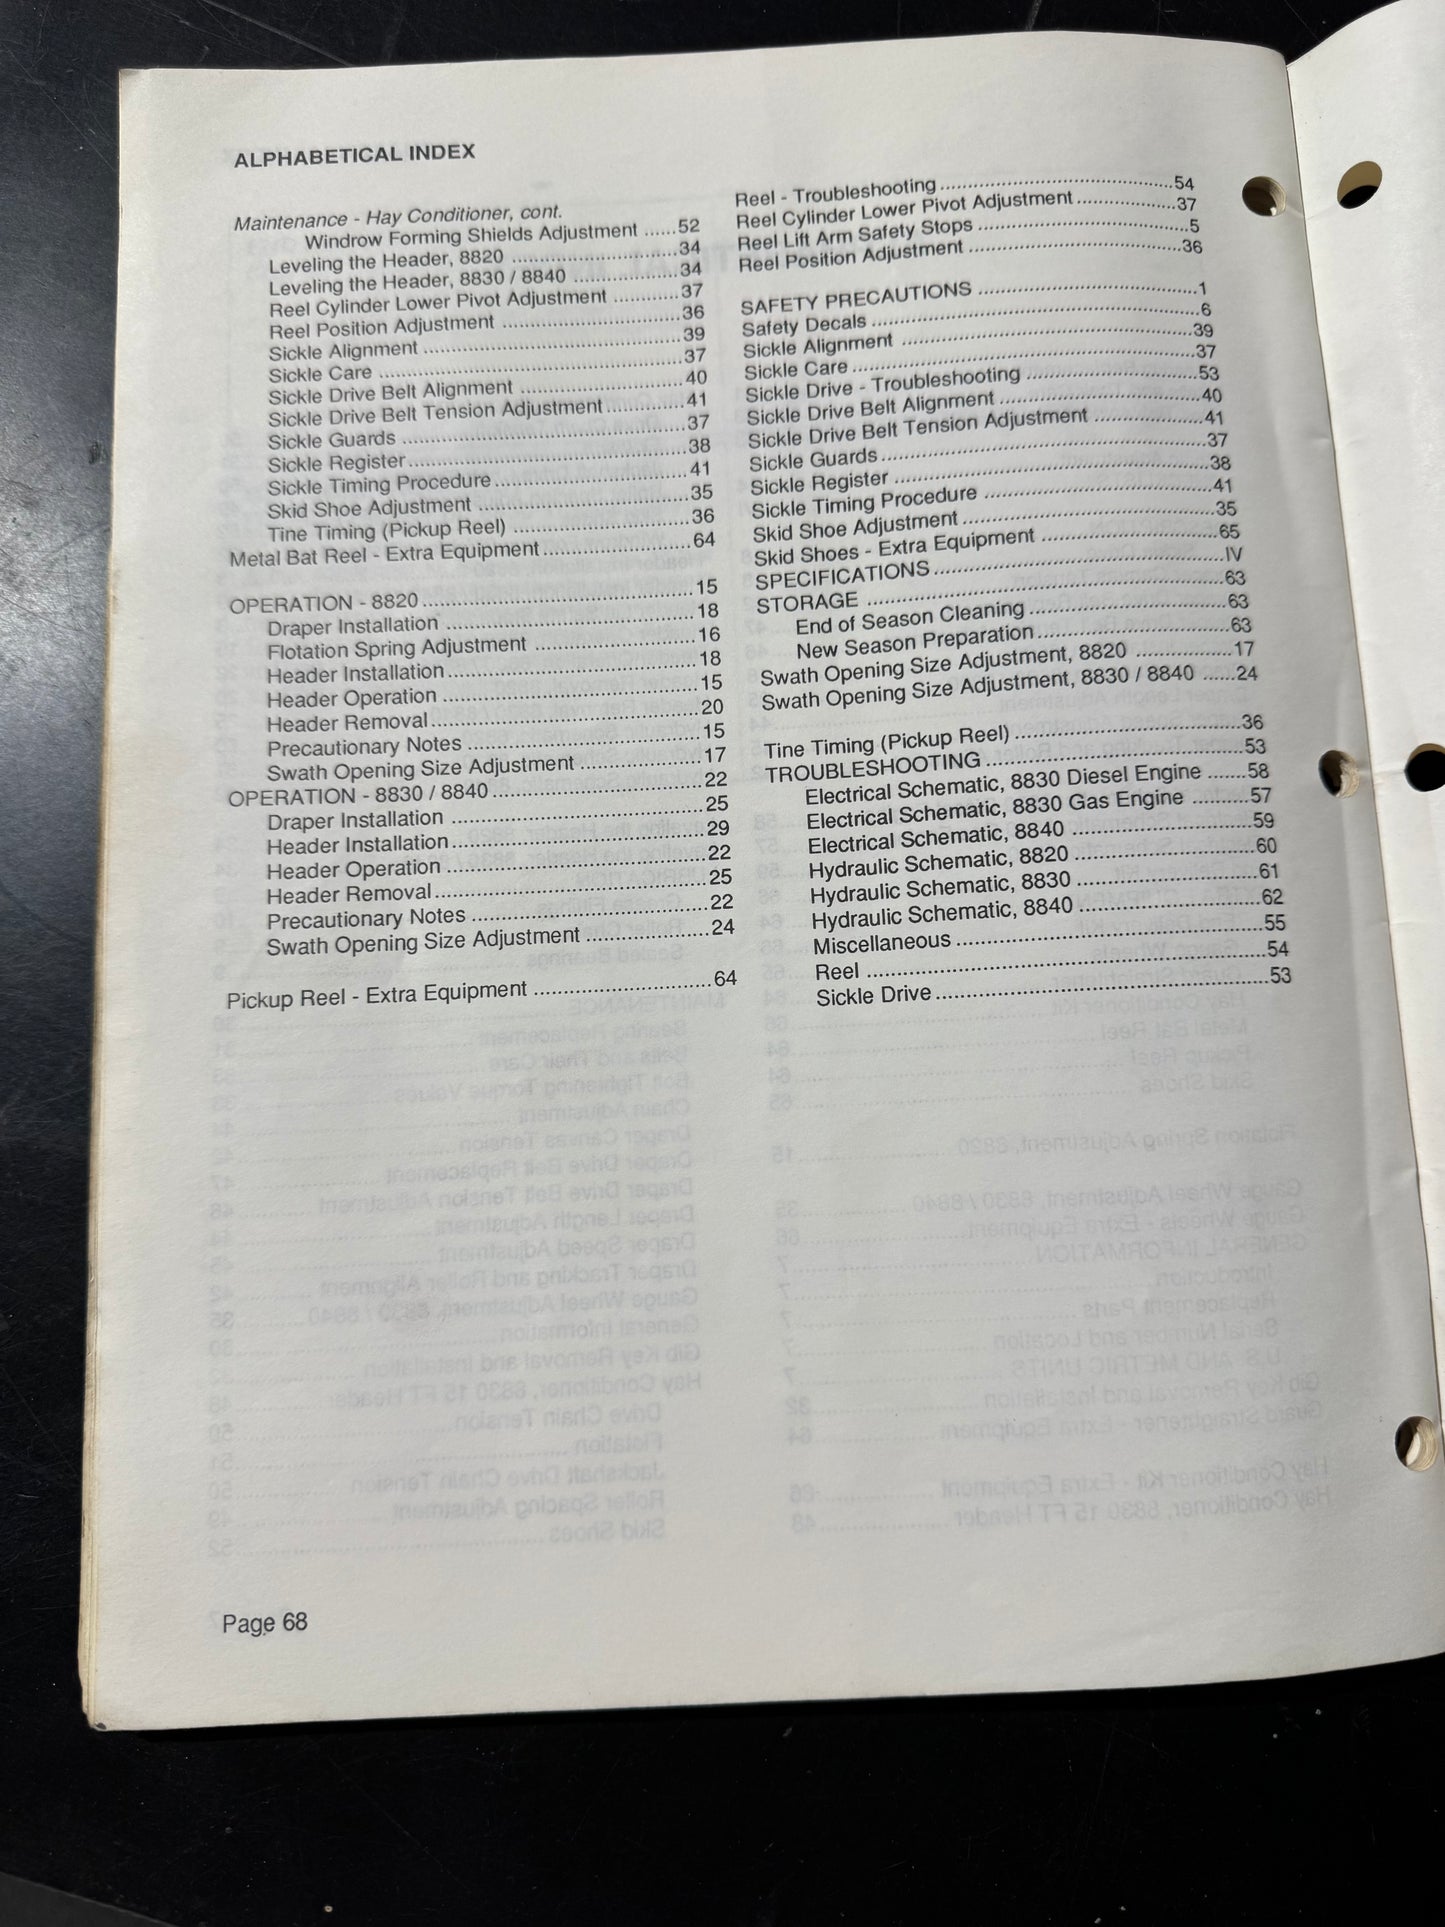 ALPHABETICAL INDEX
Maintenance - Hay Conditioner, cont.
Windrow Forming Shields Adjustment ......52
Leveling the Header, 8820 ..............................34
Leveling the Header, 8830 / 8840 ...................34
Reel Cylinder Lower Pivot Adjustment ............37
Reel Position Adjustment ................................36
Sickle Alignment ..............................................39
Sickle Care ......................................................37
Sickle Drive Belt Alignment .............................40
Sickle Drive Belt Tension Adjustment..............41
Sickle Guards ..................................................37
Sickle Register.................................................38
Sickle Timing Procedure..................................41
Skid Shoe Adjustment .....................................35
Tine Timing (Pickup Reel) ...............................36
Metal Bat Reel - Extra Equipment..........................64
OPERATION - 8820.....................................................15
Draper Installation ............................................18
Flotation Spring Adjustment .............................16
Header Installation............................................18
Header Operation .............................................15
Header Removal...............................................20
Precautionary Notes .........................................15
Swath Opening Size Adjustment .....................17
OPERATION - 8830 / 8840.....................................22
Draper Installation ............................................25
Header Installation............................................29
Header Operation .............................................22
Header Removal...............................................25
Precautionary Notes .........................................22
Swath Opening Size Adjustment .....................24
Pickup Reel - Extra Equipment ...............................64
Reel - Troubleshooting..........................................54
Reel Cylinder Lower Pivot Adjustment..................37
Reel Lift Arm Safety Stops ......................................5
Reel Position Adjustment ......................................36
SAFETY PRECAUTIONS .......................................1
Safety Decals...........................................................6
Sickle Alignment ....................................................39
Sickle Care .............................................................37
Sickle Drive - Troubleshooting ..............................53
Sickle Drive Belt Alignment ...................................40
Sickle Drive Belt Tension Adjustment ...................41
Sickle Guards.........................................................37
Sickle Register .......................................................38
Sickle Timing Procedure ........................................41
Skid Shoe Adjustment ............................................35
Skid Shoes - Extra Equipment ...............................65
SPECIFICATIONS ...................................................IV
STORAGE ...............................................................63
End of Season Cleaning ...................................63
New Season Preparation..................................63
Swath Opening Size Adjustment, 8820 .................17
Swath Opening Size Adjustment, 8830 / 8840 ......24
Tine Timing (Pickup Reel) ........................................36
TROUBLESHOOTING .............................................53
Electrical Schematic, 8830 Diesel Engine .......58
Electrical Schematic, 8830 Gas Engine ..........57
Electrical Schematic, 8840 ................................59
Hydraulic Schematic, 8820 ................................60
Hydraulic Schematic, 8830 ................................61
Hydraulic Schematic, 8840 ................................62
Miscellaneous .......................................................55
Reel .......................................................................54
Sickle Drive............................................................53
Page 68